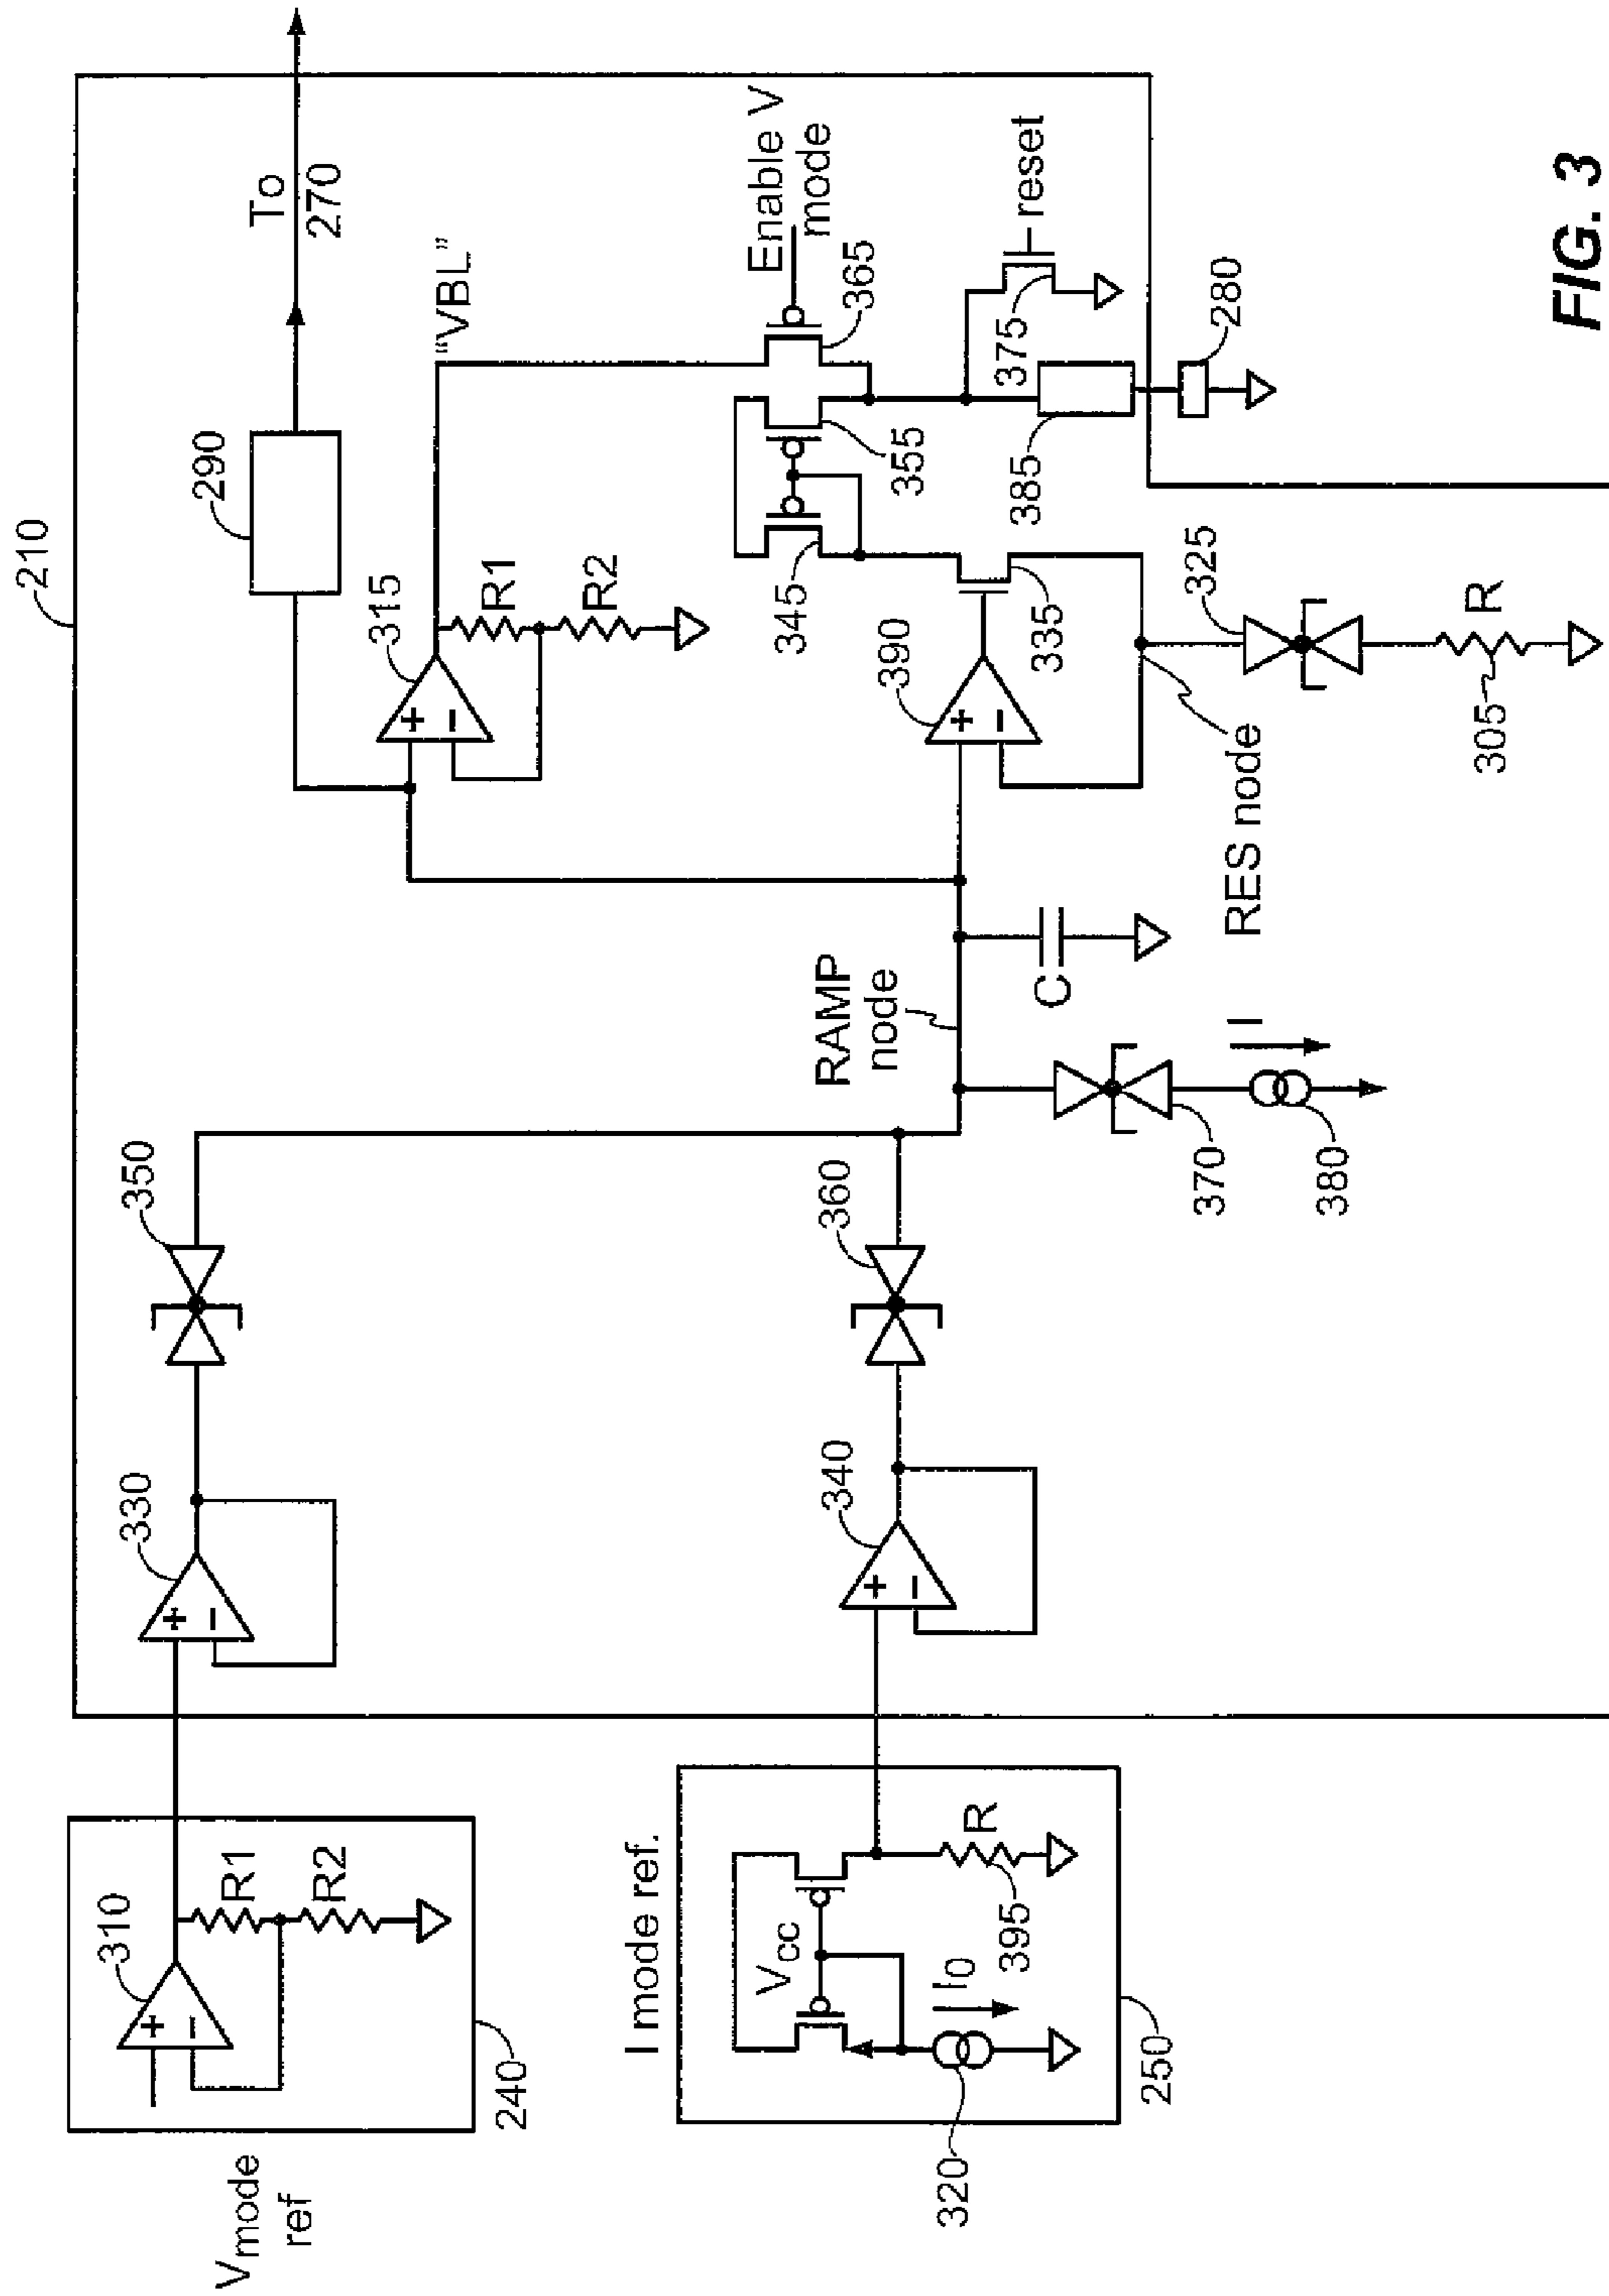 210
290
To
270
350
330
310
R1
R2
240
Vmode
ref
315
R1
R2
"VBL"
Enable V
mode
365
355
345
reset
375
385
280
390
335
325
RES node
R
305
RAMP
node
C
I
370
380
360
340
I mode ref.
Vcc
R
395
I0
320
250
FIG. 3